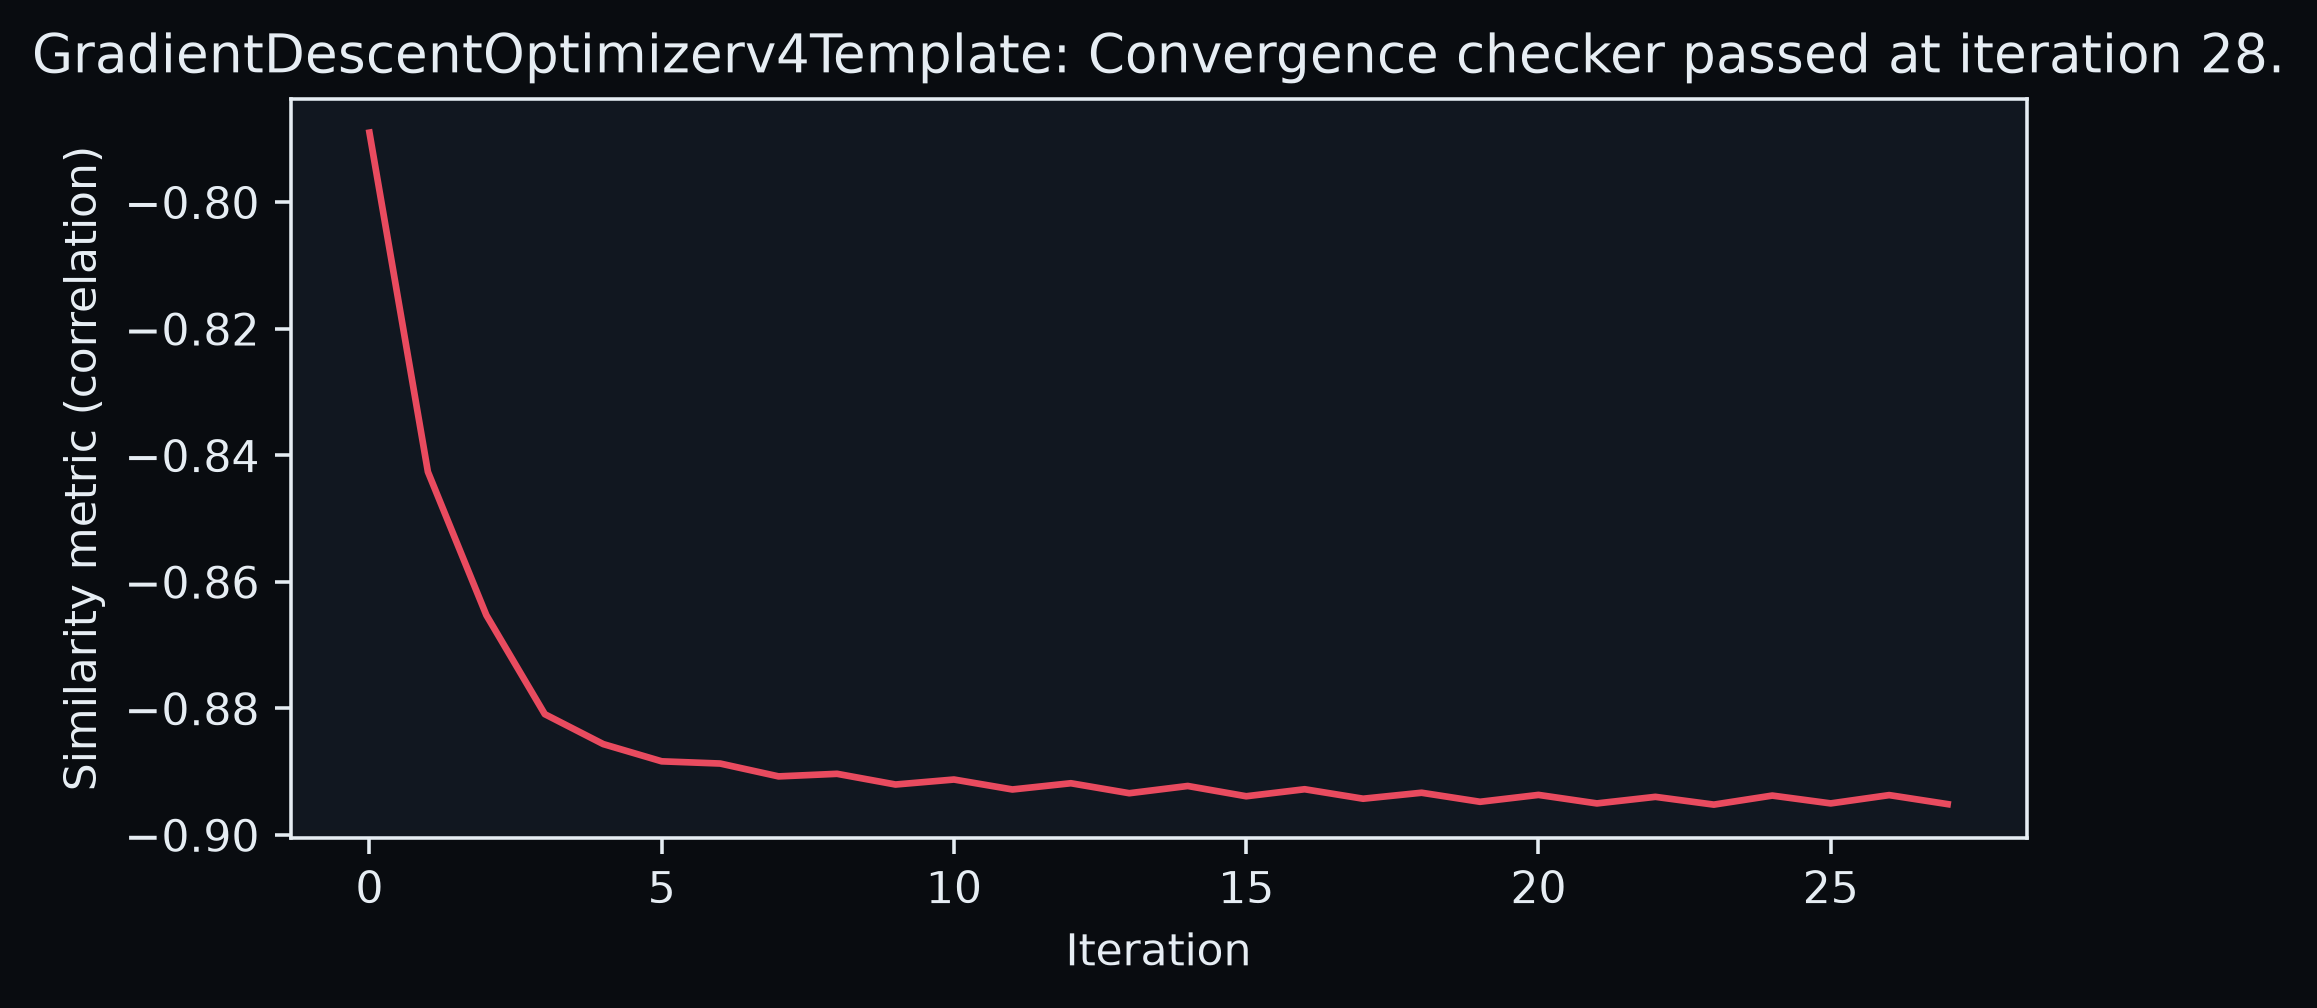 GradientDescentOptimizerv4Template: Convergence checker passed at iteration 28.
Similarity metric (correlation)
−0.80
−0.82
−0.84
−0.86
−0.88
−0.90
0 5 10 15 20 25
Iteration